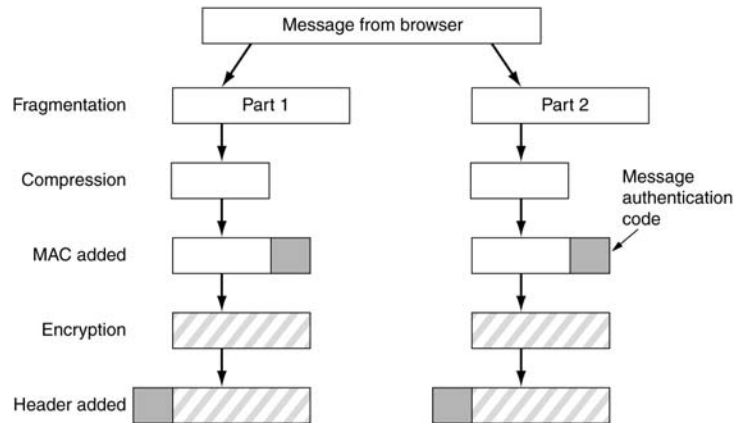 Message from browser
Fragmentation
Part 1
Part 2
Compression
Message
authentication
code
MAC added
Encryption
Header added